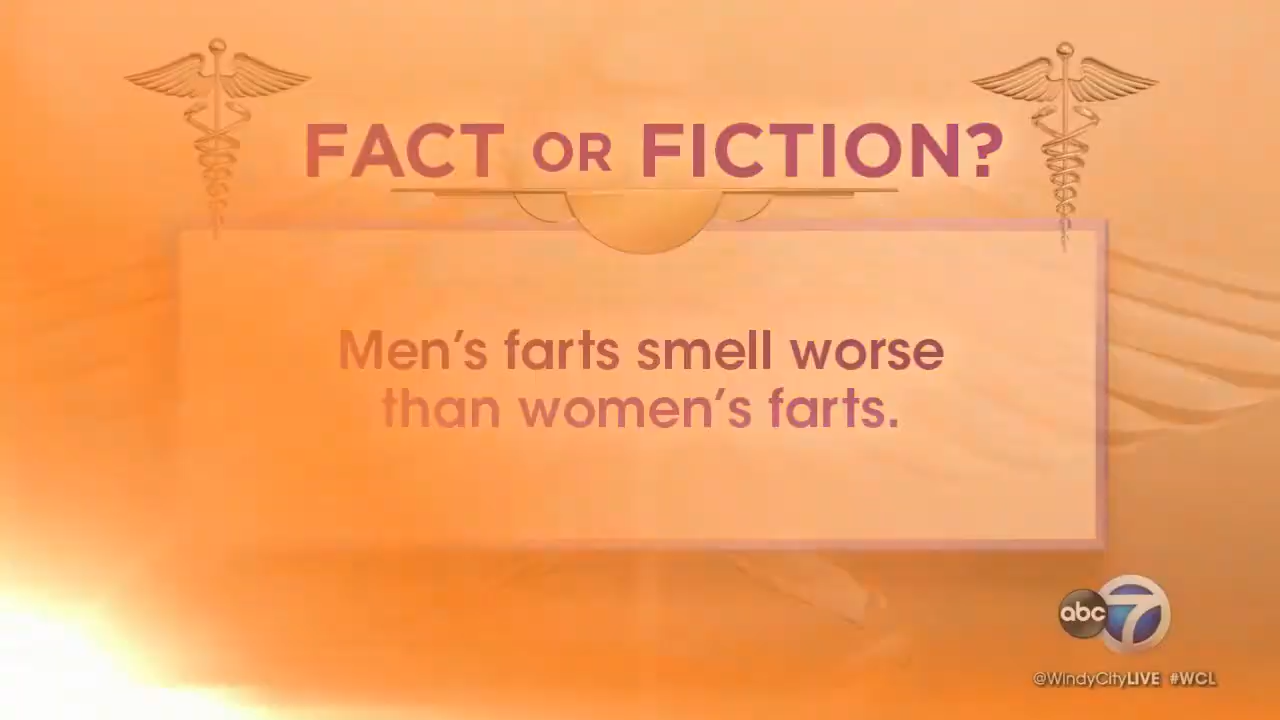 FACT OR FICTION?
Men's farts smell worse
than women's farts.
abc 7
@WindyCityLIVE #WCL